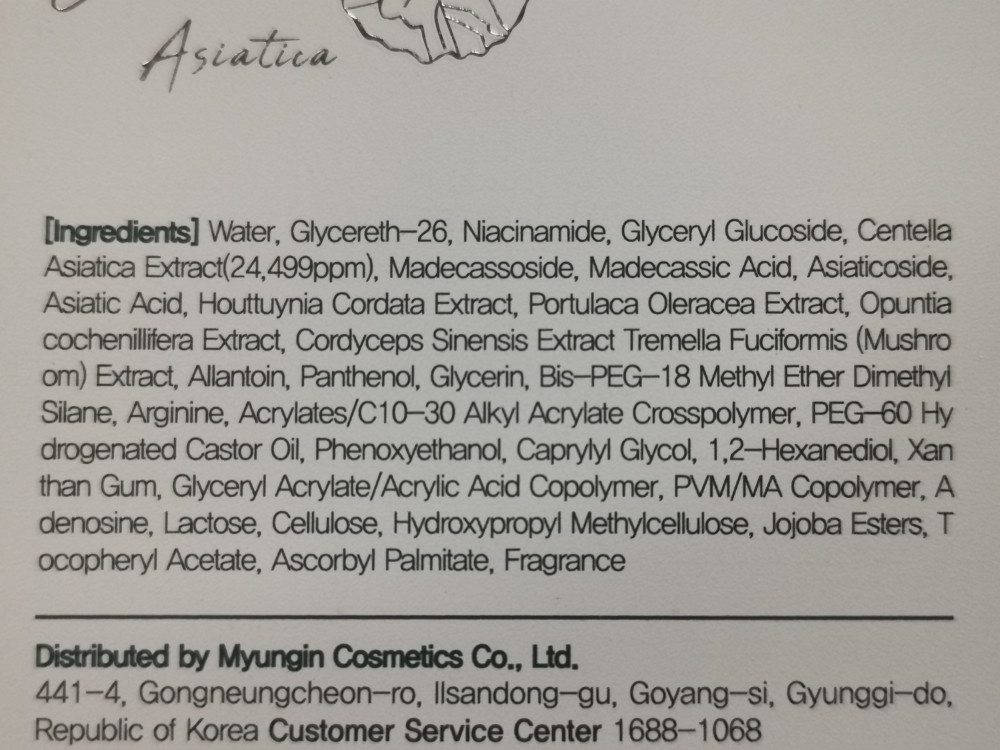 Asiatica
[Ingredients] Water, Glycereth-26, Niacinamide, Glyceryl Glucoside, Centella
Asiatica Extract(24,499ppm), Madecassoside, Madecassic Acid, Asiaticoside,
Asiatic Acid, Houttuynia Cordata Extract, Portulaca Oleracea Extract, Opuntia
cochenillifera Extract, Cordyceps Sinensis Extract Tremella Fuciformis (Mushro
om) Extract, Allantoin, Panthenol, Glycerin, Bis-PEG-18 Methyl Ether Dimethyl
Silane, Arginine, Acrylates/C10-30 Alkyl Acrylate Crosspolymer, PEG-60 Hy
drogenated Castor Oil, Phenoxyethanol, Caprylyl Glycol, 1,2-Hexanediol, Xan
than Gum, Glyceryl Acrylate/Acrylic Acid Copolymer, PVM/MA Copolymer, A
denosine, Lactose, Cellulose, Hydroxypropyl Methylcellulose, Jojoba Esters, T
ocopheryl Acetate, Ascorbyl Palmitate, Fragrance
Distributed by Myungin Cosmetics Co., Ltd.
441-4, Gongneungcheon-ro, Ilsandong-gu, Goyang-si, Gyunggi-do,
Republic of Korea Customer Service Center 1688-1068